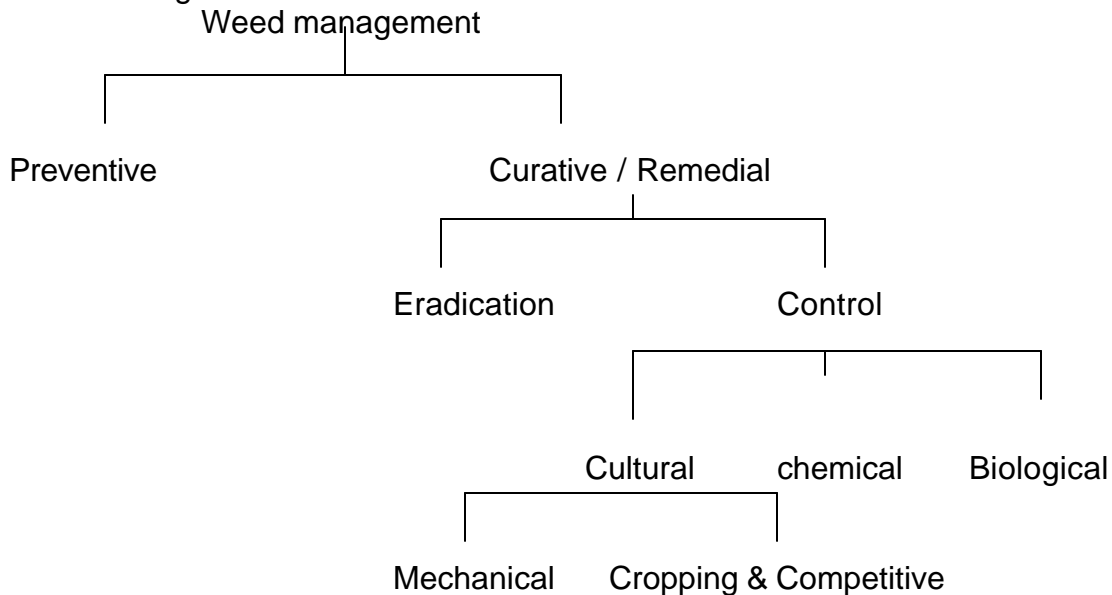 Weed management
Preventive Curative / Remedial
Eradication Control
Cultural chemical Biological
Mechanical Cropping & Competitive